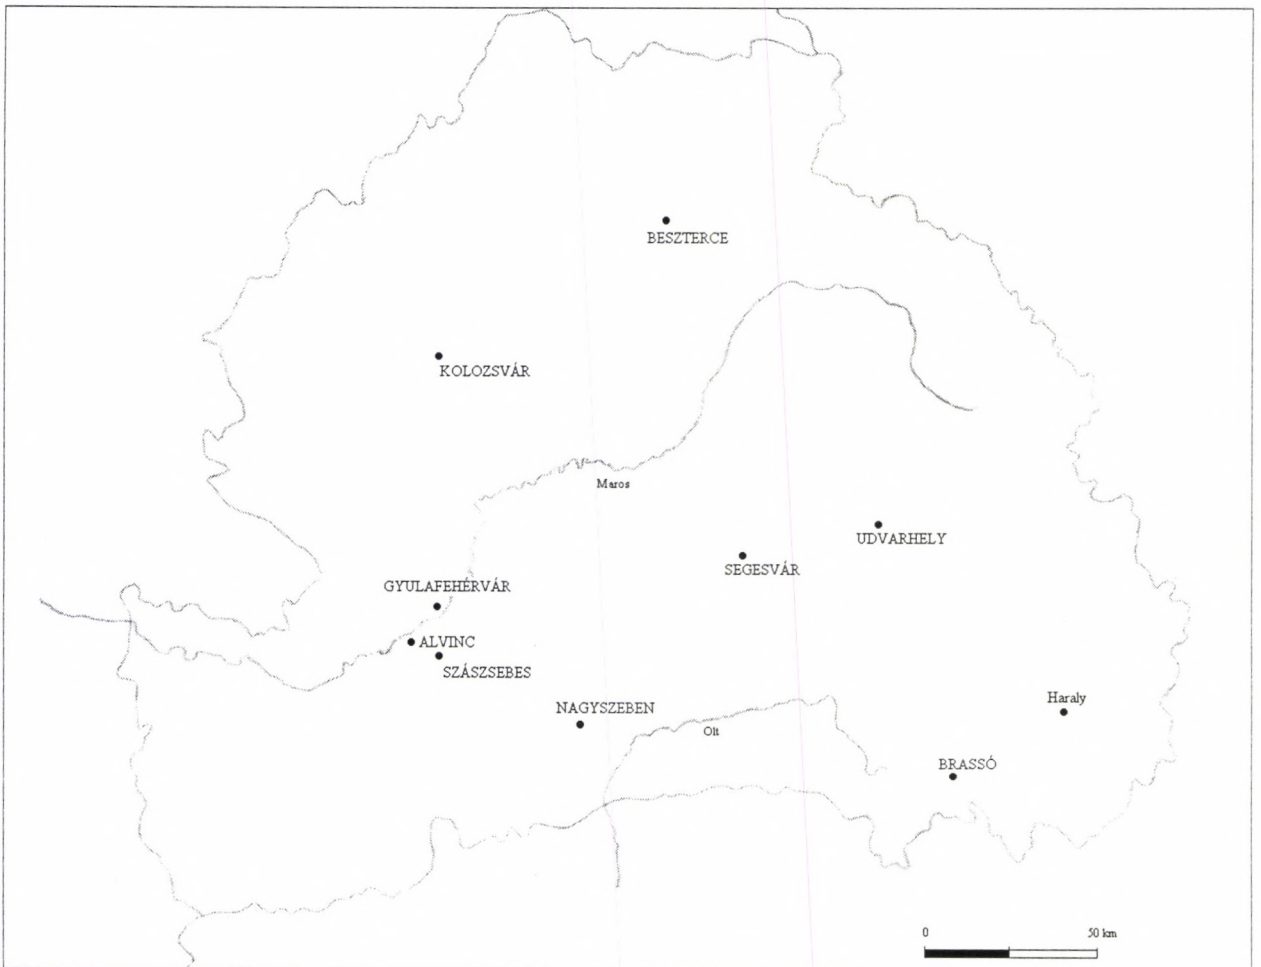 BESZTERCE
KOLOZSVÁR
Maros
UDVARHELY
SEGESVÁR
GYULAFEHÉRVÁR
ALVINC
SZÁSZSEBES
Haraly
NAGYSZEBEN
Olt
BRASSÓ
0 50 km